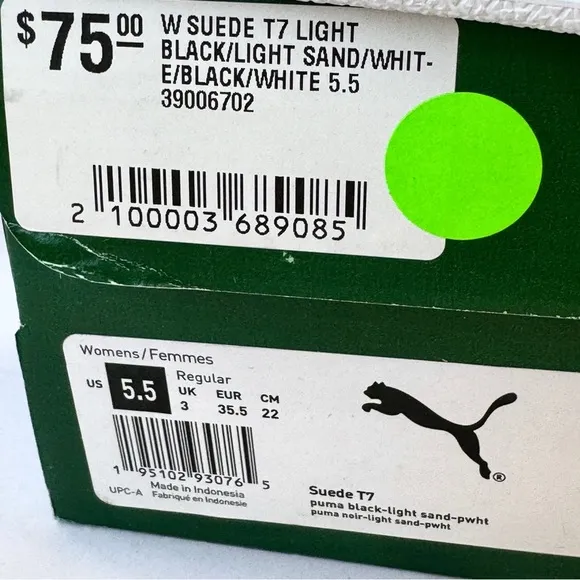 $75.00 W SUEDE T7 LIGHT
BLACK/LIGHT SAND/WHIT-
E/BLACK/WHITE 5.5
39006702
2 100003 689085
Womens/Femmes
Regular
US 5.5 UK EUR CM
3 35.5 22
1 95102 93076 5
UPC-A Made in Indonesia
Fabriqué en Indonesie
®
Suede T7
puma black-light sand-pwht
puma noir-light sand-pwht